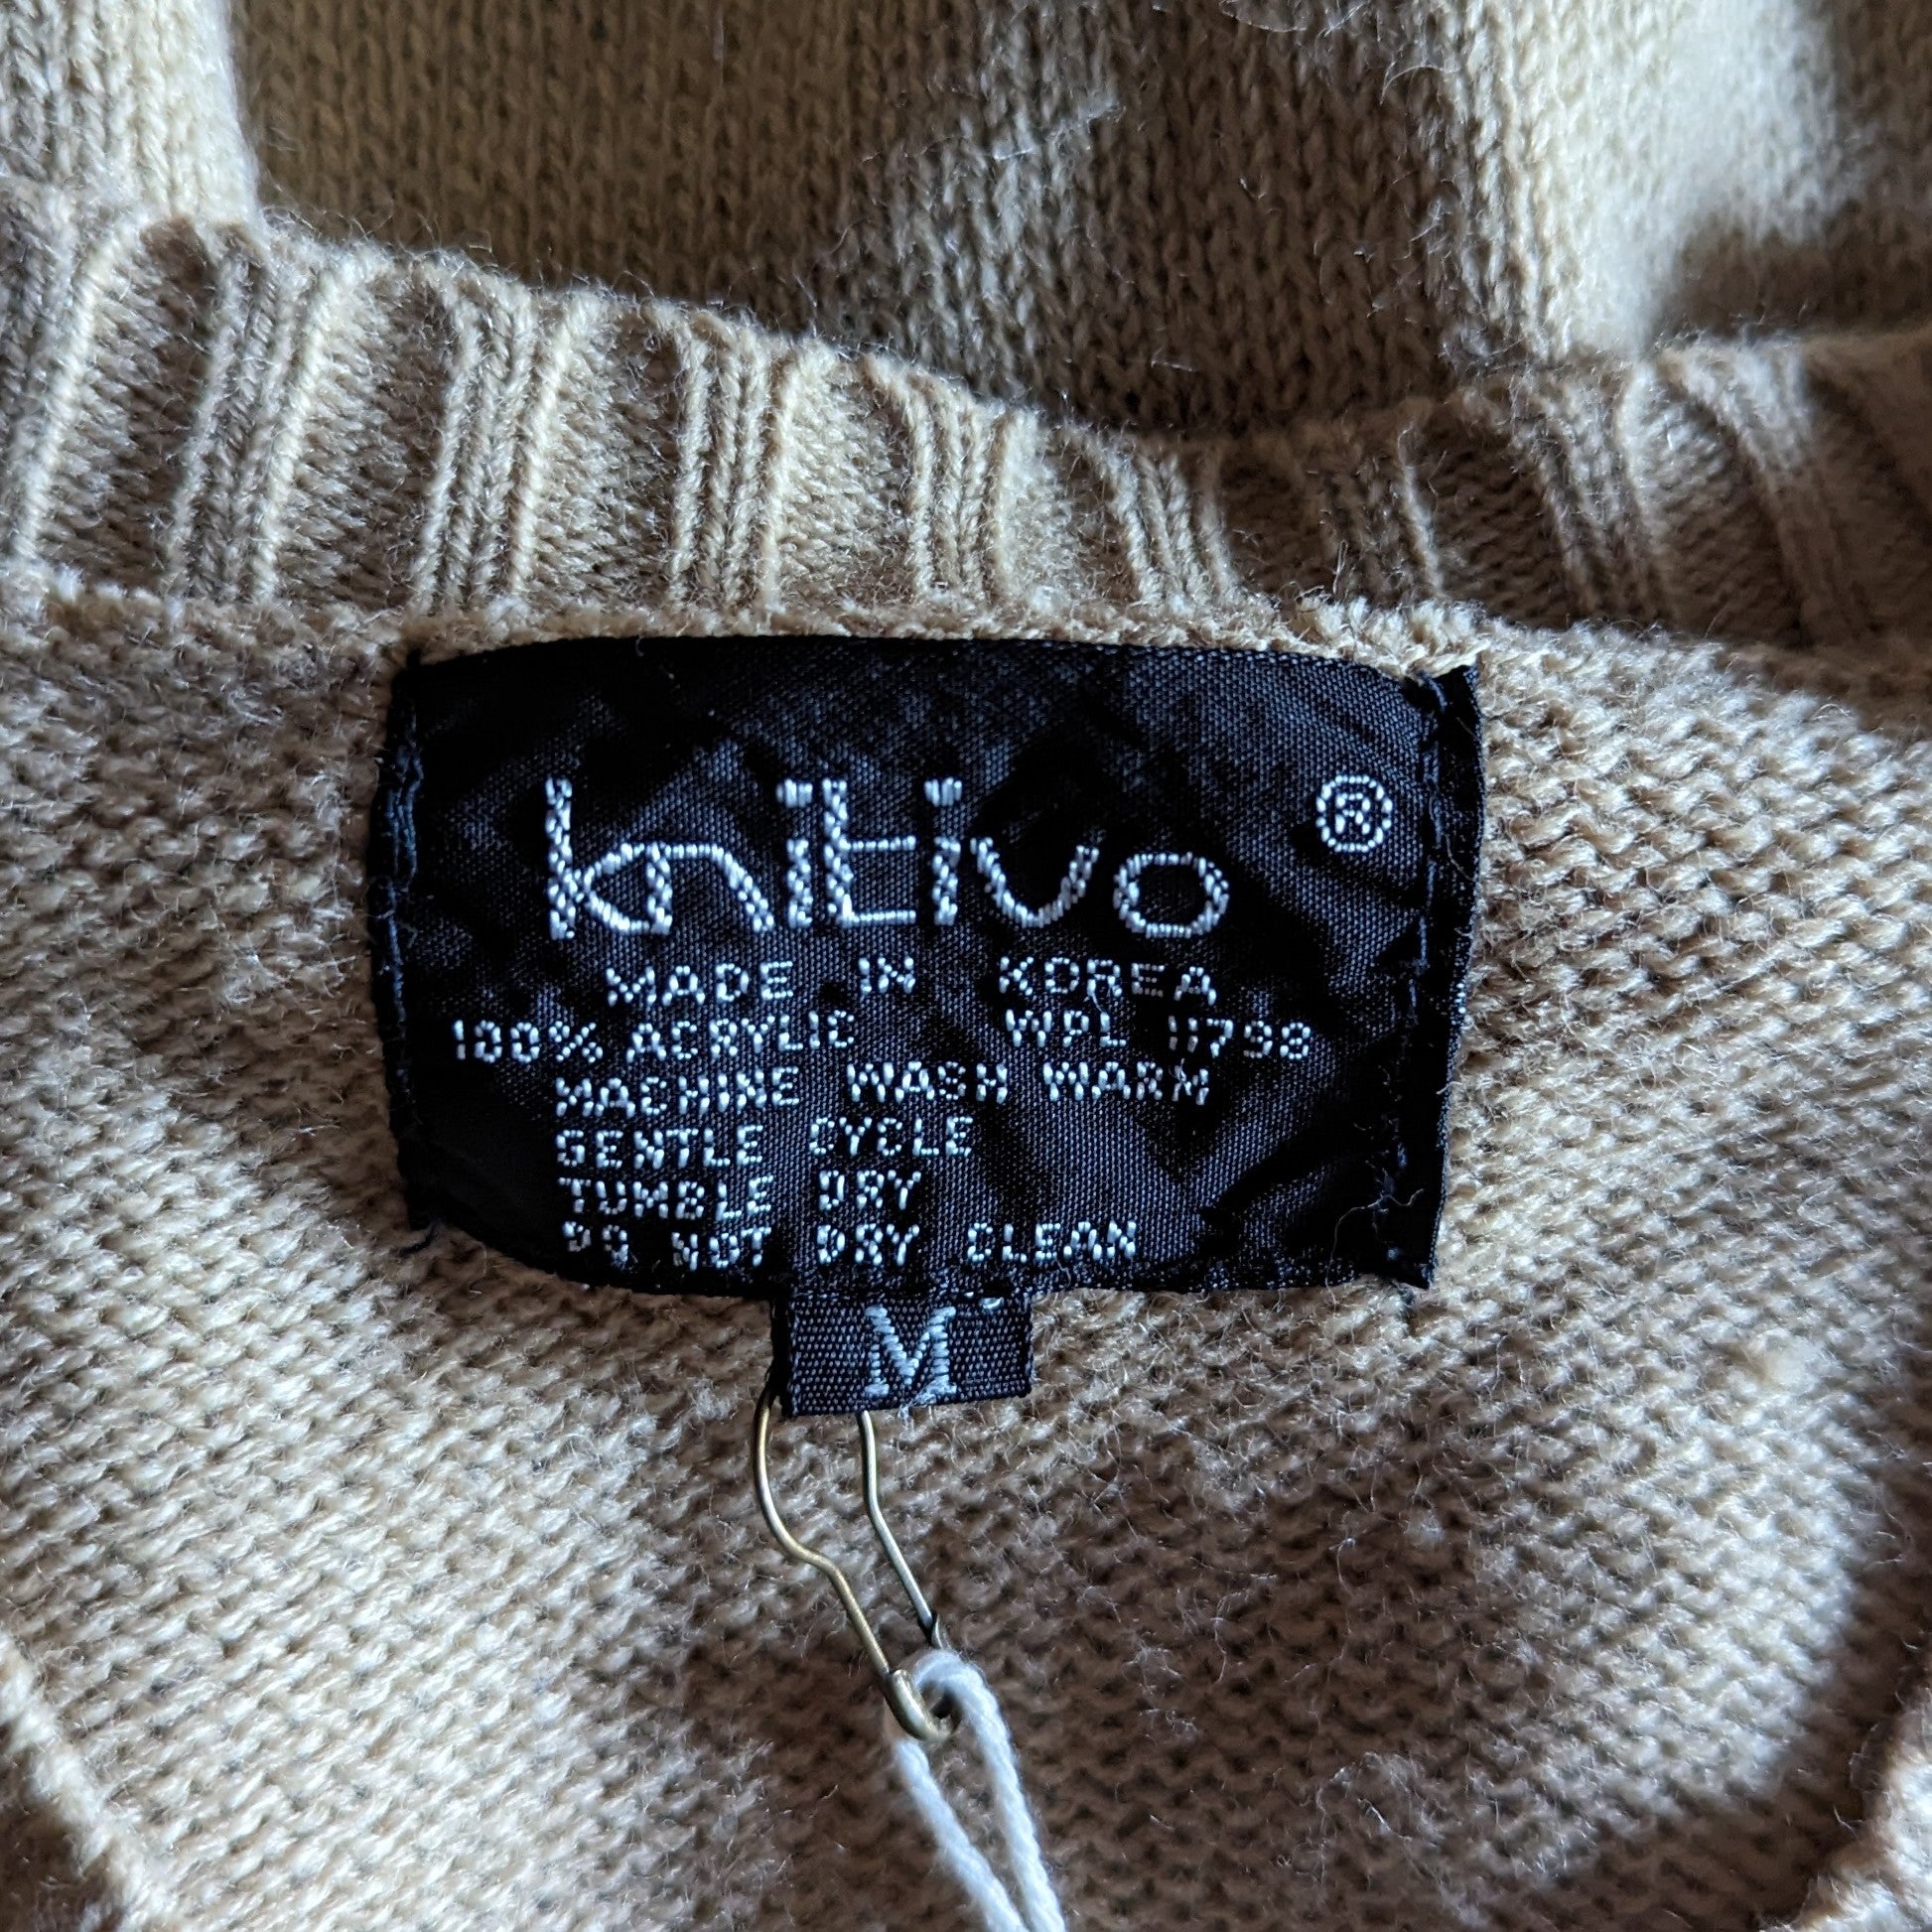 knitivo ®
MADE IN KOREA
100% ACRYLIC WPL 11798
MACHINE WASH WARM
GENTLE CYCLE
TUMBLE DRY
DO NOT DRY CLEAN
M